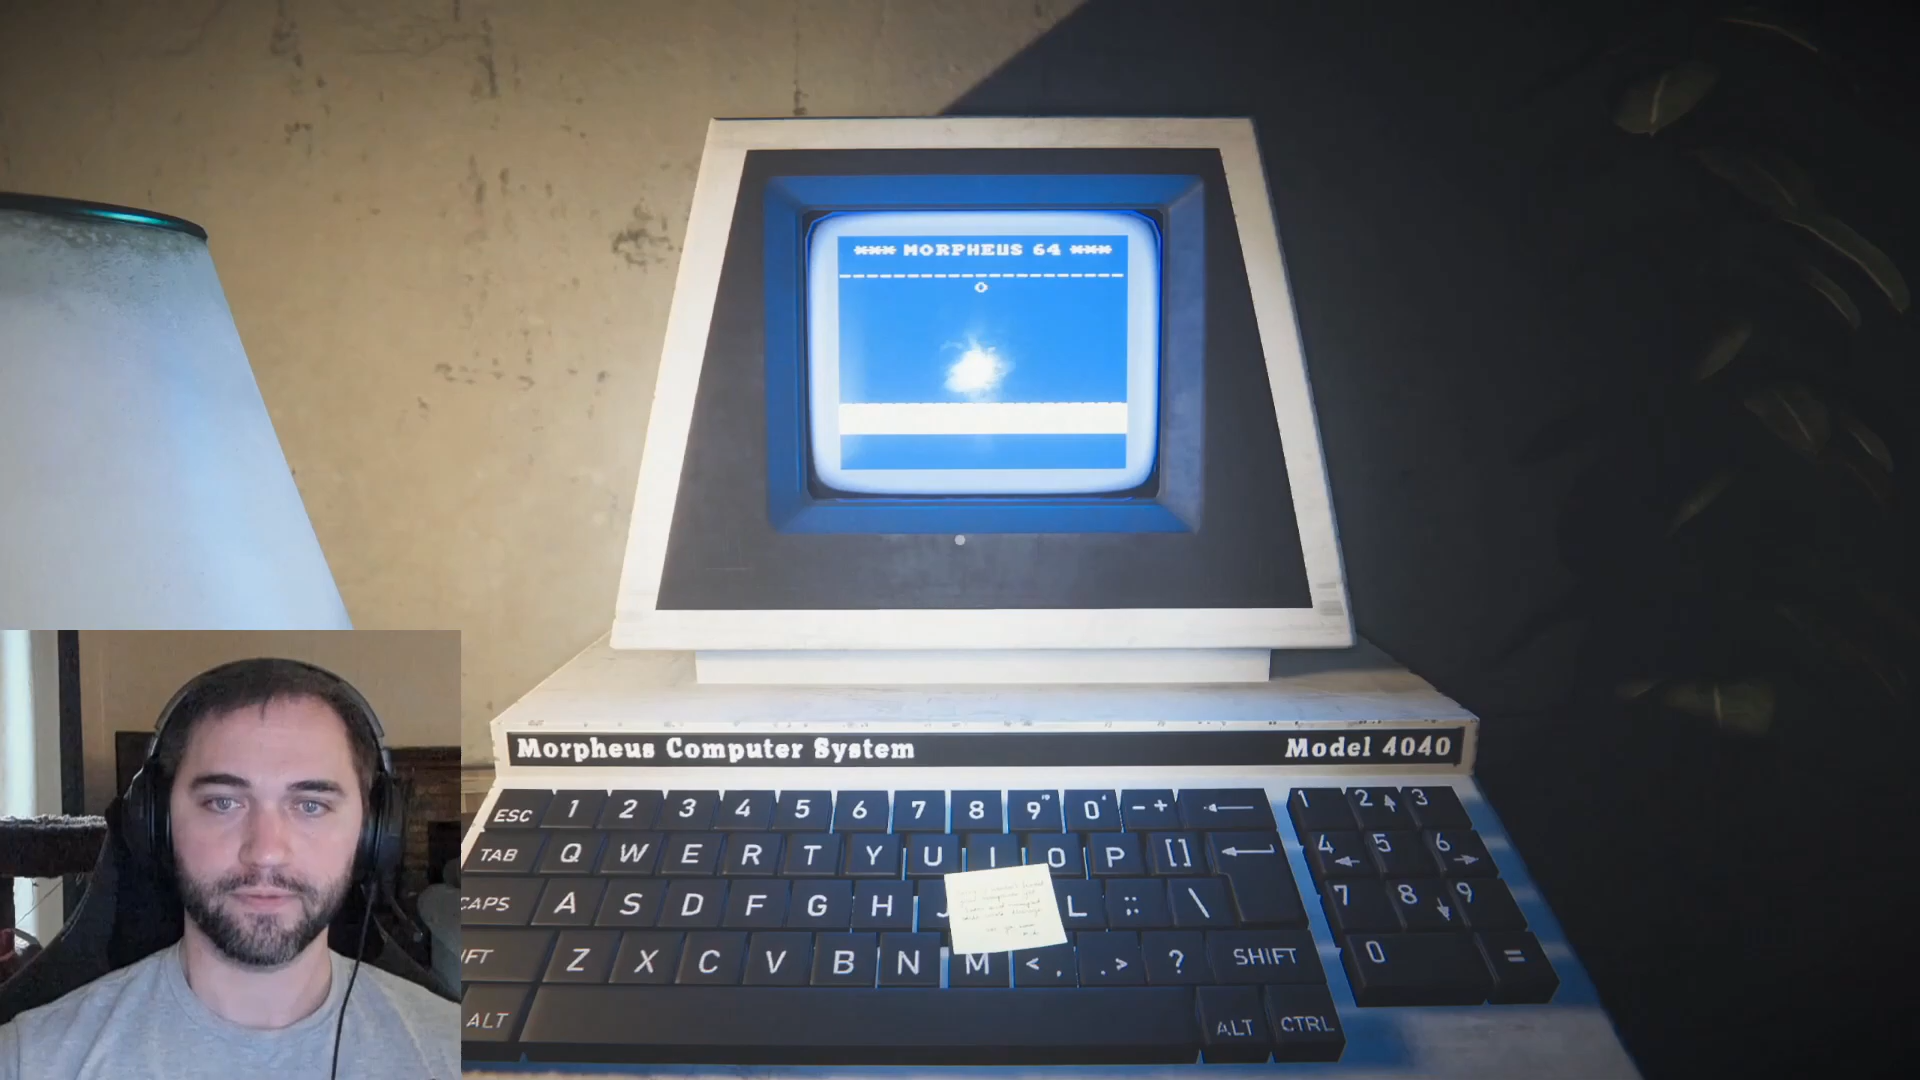 *** MORPHEUS 64 ***
Morpheus Computer System Model 4040
ESC 1 2 3 4 5 6 7 8 9 0 - + 1 2 3
TAB Q W E R T Y U I O P [ ] 4 5 6
CAPS A S D F G H J L ; : \ 7 8 9
IFT Z X C V B N M < , . > ? SHIFT 0 =
ALT ALT CTRL